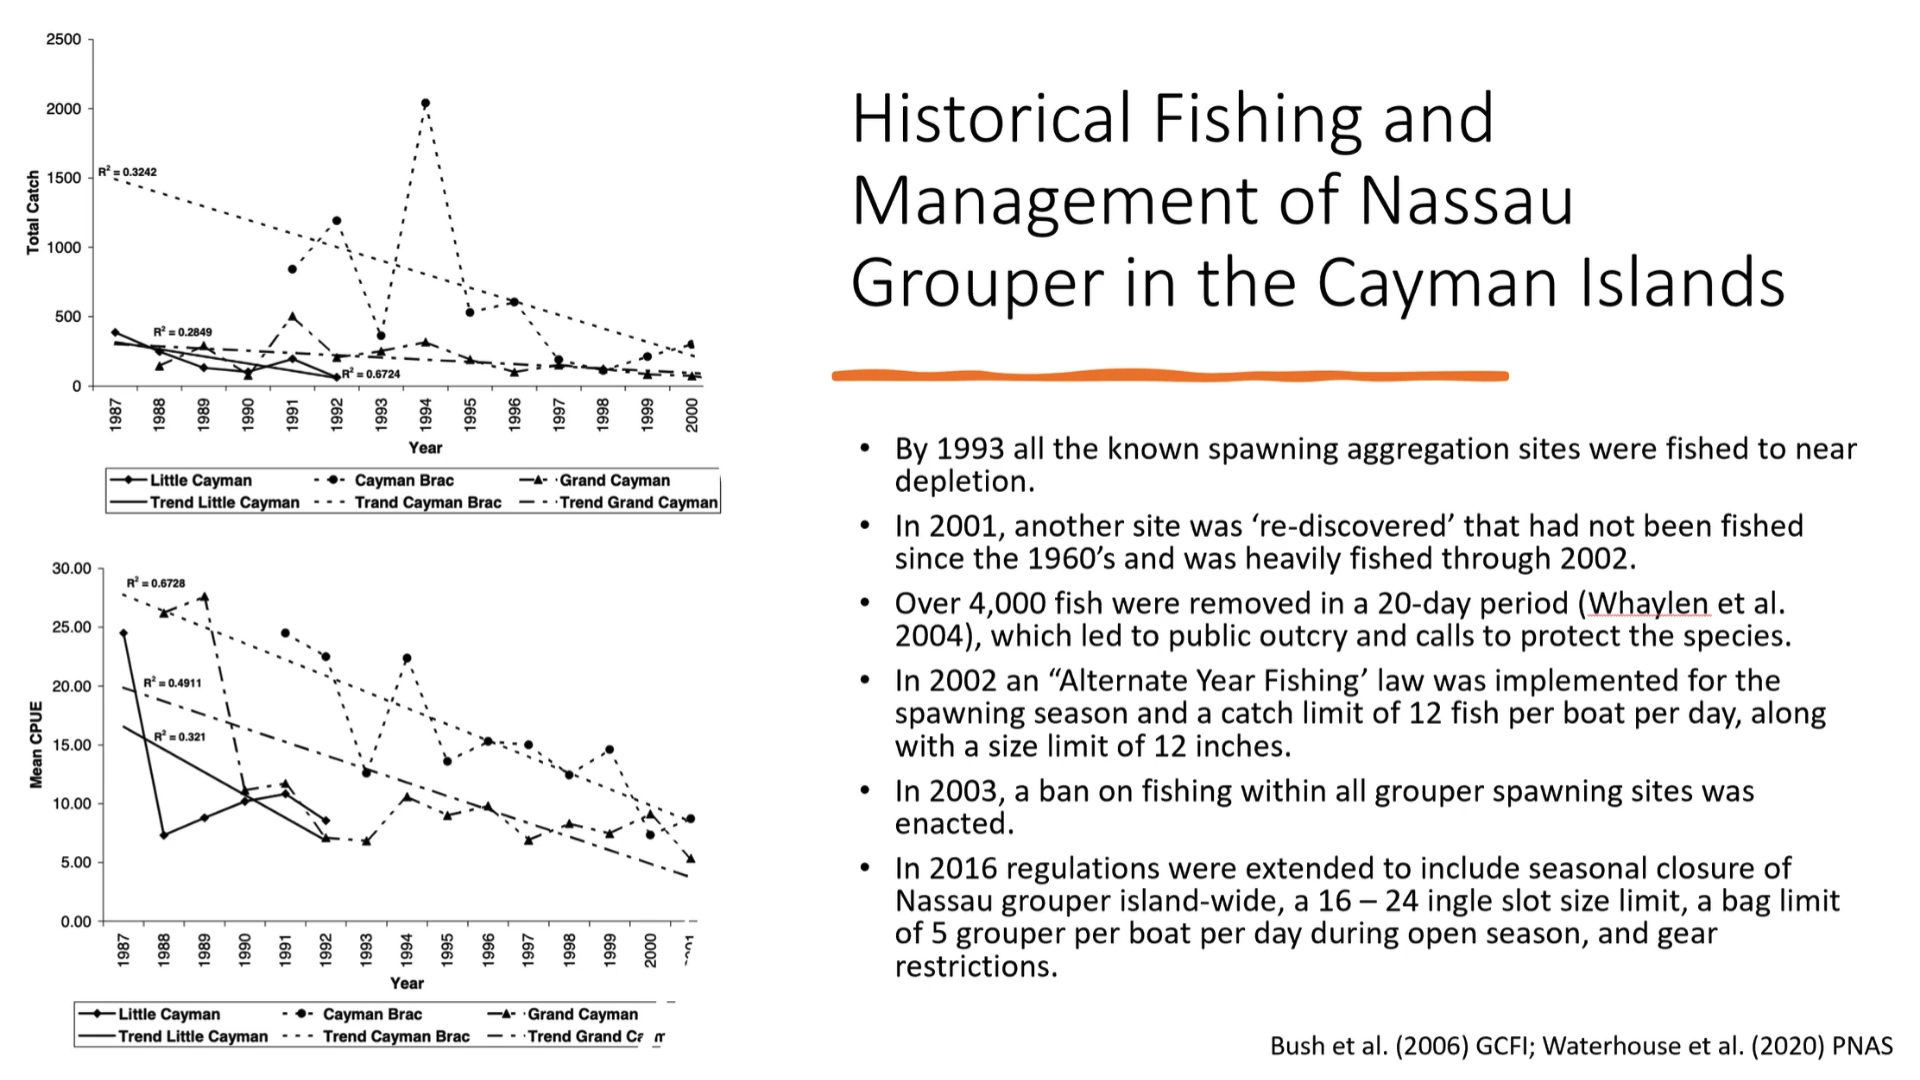 Historical Fishing and
Management of Nassau
Grouper in the Cayman Islands
• By 1993 all the known spawning aggregation sites were fished to near
depletion.
• In 2001, another site was ‘re-discovered’ that had not been fished
since the 1960’s and was heavily fished through 2002.
• Over 4,000 fish were removed in a 20-day period (Whaylen et al.
2004), which led to public outcry and calls to protect the species.
• In 2002 an “Alternate Year Fishing’ law was implemented for the
spawning season and a catch limit of 12 fish per boat per day, along
with a size limit of 12 inches.
• In 2003, a ban on fishing within all grouper spawning sites was
enacted.
• In 2016 regulations were extended to include seasonal closure of
Nassau grouper island-wide, a 16 – 24 ingle slot size limit, a bag limit
of 5 grouper per boat per day during open season, and gear
restrictions.
Bush et al. (2006) GCFI; Waterhouse et al. (2020) PNAS
2500
2000
1500
1000
500
0
Total Catch
R² = 0.3242
R² = 0.2849
R² = 0.6724
1987 1988 1989 1990 1991 1992 1993 1994 1995 1996 1997 1998 1999 2000
Year
Little Cayman Cayman Brac Grand Cayman
Trend Little Cayman Trand Cayman Brac Trend Grand Cayman
30.00
25.00
20.00
15.00
10.00
5.00
0.00
Mean CPUE
R² = 0.6728
R² = 0.4911
R² = 0.321
1987 1988 1989 1990 1991 1992 1993 1994 1995 1996 1997 1998 1999 2000
Year
Little Cayman Cayman Brac Grand Cayman
Trend Little Cayman Trend Cayman Brac Trend Grand